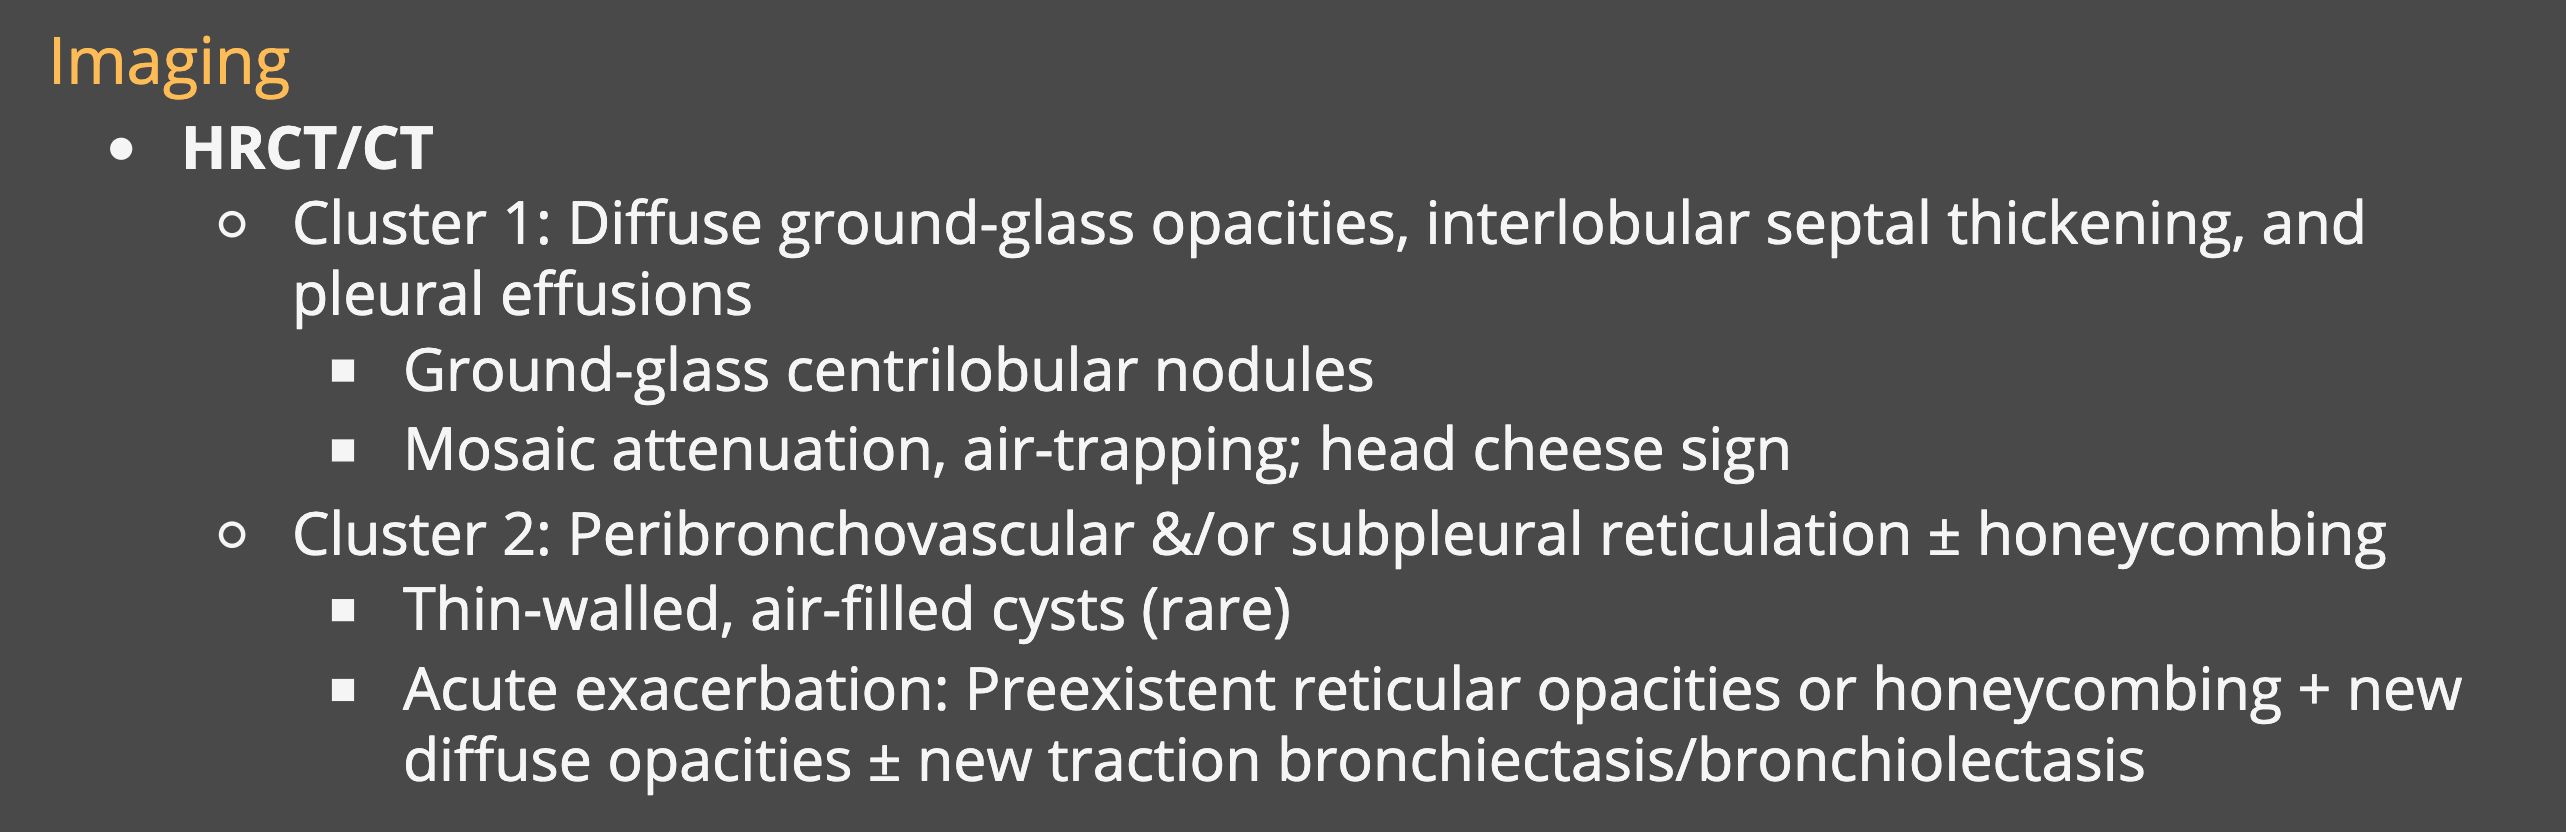 Imaging
• HRCT/CT
○ Cluster 1: Diffuse ground-glass opacities, interlobular septal thickening, and
pleural effusions
▪ Ground-glass centrilobular nodules
▪ Mosaic attenuation, air-trapping; head cheese sign
○ Cluster 2: Peribronchovascular &/or subpleural reticulation ± honeycombing
▪ Thin-walled, air-filled cysts (rare)
▪ Acute exacerbation: Preexistent reticular opacities or honeycombing + new
diffuse opacities ± new traction bronchiectasis/bronchiolectasis